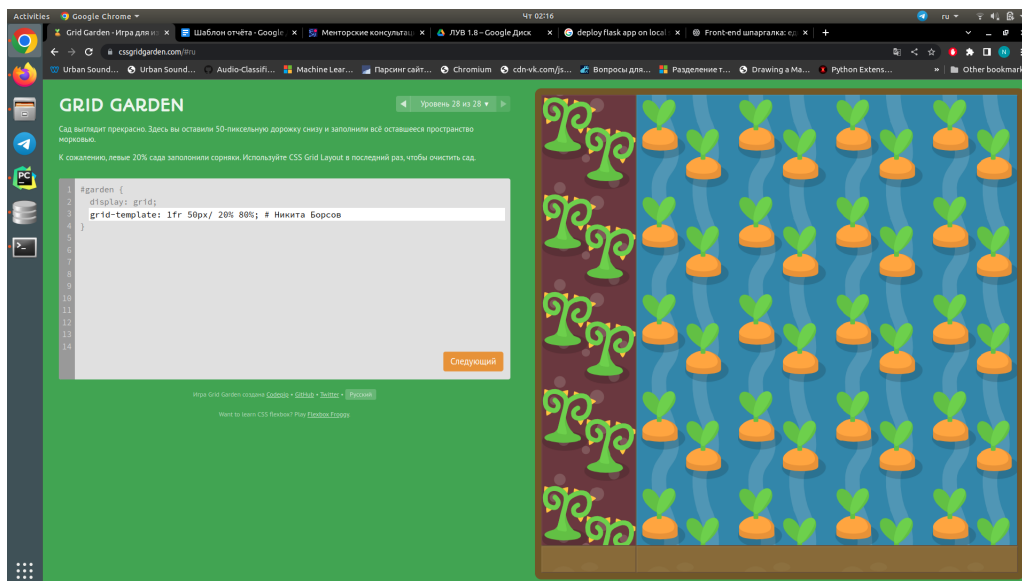 Activities Google Chrome Чт 02:16 ru
Grid Garden - Игра для из Шаблон отчёта - Google Менторские консультац ЛУВ 1.8 – Google Диск deploy flask app on local Front-end шпаргалка: ед
cssgridgarden.com/#ru
Urban Sound... Urban Sound... Audio-Classifi... Machine Lear... Парсинг сайт... Chromium cdn-vk.com/js... Вопросы для... Разделение т... Drawing a Ma... Python Extens... » Other bookmark
GRID GARDEN
Уровень 28 из 28
Сад выглядит прекрасно. Здесь вы оставили 50-пиксельную дорожку снизу и заполнили всё оставшееся пространство
морковью.
К сожалению, левые 20% сада заполонили сорняки. Используйте CSS Grid Layout в последний раз, чтобы очистить сад.
1 #garden {
2 display: grid;
3 grid-template: 1fr 50px/ 20% 80%; # Никита Борсов
4 }
5
6
7
8
9
10
11
12
13
14
Следующий
Игра Grid Garden создана Codepip • GitHub • Twitter • Русский
Want to learn CSS flexbox? Play Flexbox Froggy.